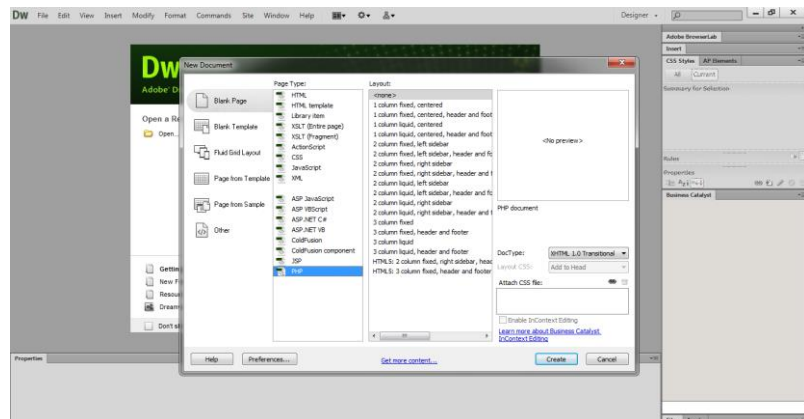 DW File Edit View Insert Modify Format Commands Site Window Help
Designer
Adobe BrowserLab
Insert
CSS Styles AP Elements
All Current
Summary for Selection
Rules
Properties
Business Catalyst
Dw
Adobe
Open a Re
Open...
Getting
New
Resour
Dream
Don't
New Document
Blank Page
Blank Template
Fluid Grid Layout
Page from Template
Page from Sample
Other
Page Type:
HTML
HTML template
Library item
XSLT (Entire page)
XSLT (Fragment)
ActionScript
CSS
JavaScript
XML
ASP JavaScript
ASP VBScript
ASP.NET C#
ASP.NET VB
ColdFusion
ColdFusion component
JSP
PHP
Layout:
<none>
1 column fixed, centered
1 column fixed, centered, header and foot
1 column liquid, centered
1 column liquid, centered, header and foot
2 column fixed, left sidebar
2 column fixed, left sidebar, header and fo
2 column fixed, right sidebar
2 column fixed, right sidebar, header and f
2 column liquid, left sidebar
2 column liquid, left sidebar, header and fo
2 column liquid, right sidebar
2 column liquid, right sidebar, header and f
3 column fixed
3 column fixed, header and footer
3 column liquid
3 column liquid, header and footer
HTML5: 2 column fixed, right sidebar, head
HTML5: 3 column fixed, header and footer
<No preview>
PHP document
DocType: XHTML 1.0 Transitional
Layout CSS: Add to Head
Attach CSS file:
Enable InContext Editing
Learn more about Business Catalyst
InContext Editing
Help Preferences... Get more content... Create Cancel
Properties